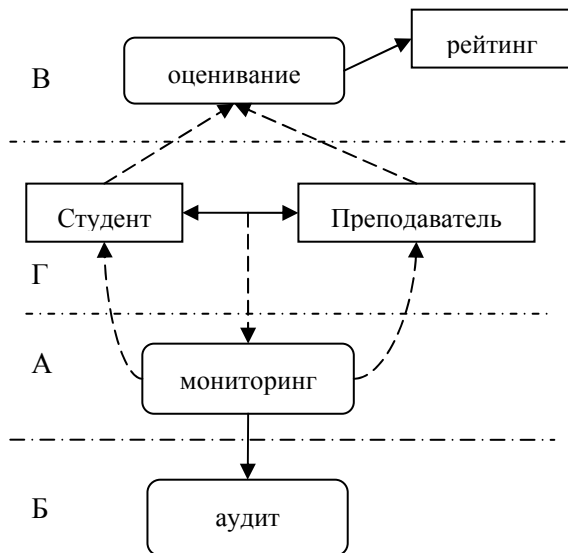 рейтинг
оценивание
В
Студент
Преподаватель
Г
А
мониторинг
Б
аудит